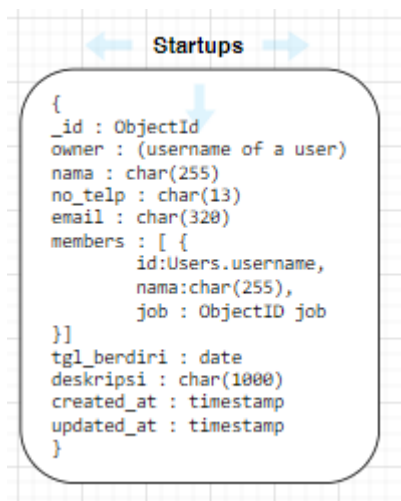 Startups
{
_id : ObjectId
owner : (username of a user)
nama : char(255)
no_telp : char(13)
email : char(320)
members : [ {
id:Users.username,
nama:char(255),
job : ObjectID job
}]
tgl_berdiri : date
deskripsi : char(1000)
created_at : timestamp
updated_at : timestamp
}